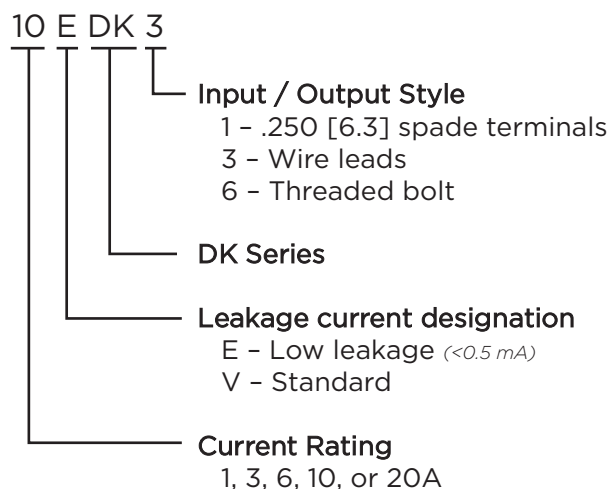 10 E DK 3
Input / Output Style
1 – .250 [6.3] spade terminals
3 – Wire leads
6 – Threaded bolt
DK Series
Leakage current designation
E – Low leakage (<0.5 mA)
V – Standard
Current Rating
1, 3, 6, 10, or 20A